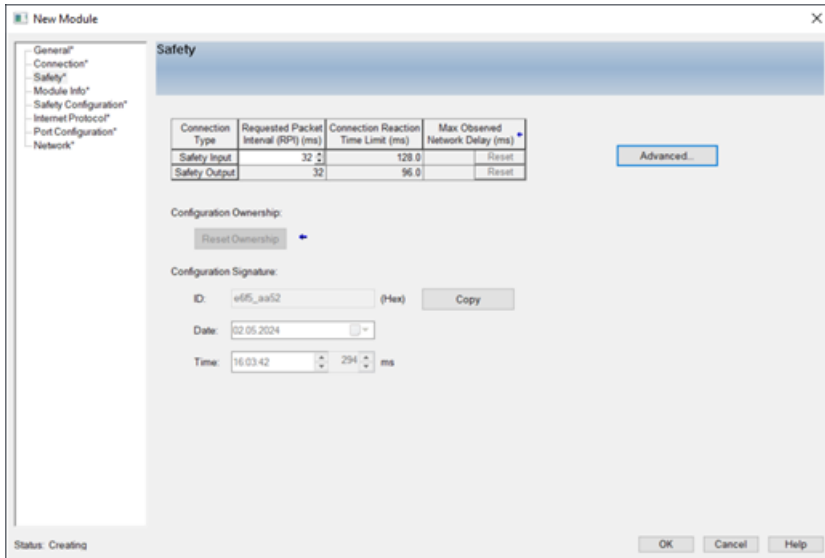 New Module
General*
Connection*
Safety*
Module Info*
Safety Configuration*
Internet Protocol*
Port Configuration*
Network*
Safety
Connection Type
Requested Packet Interval (RPI) (ms)
Connection Reaction Time Limit (ms)
Max Observed Network Delay (ms)
Safety Input 32 128.0 Reset
Safety Output 32 96.0 Reset
Advanced...
Configuration Ownership:
Reset Ownership
Configuration Signature:
ID: e6f5_aa52 (Hex) Copy
Date: 02.05.2024
Time: 16:03:42 294 ms
Status: Creating
OK Cancel Help